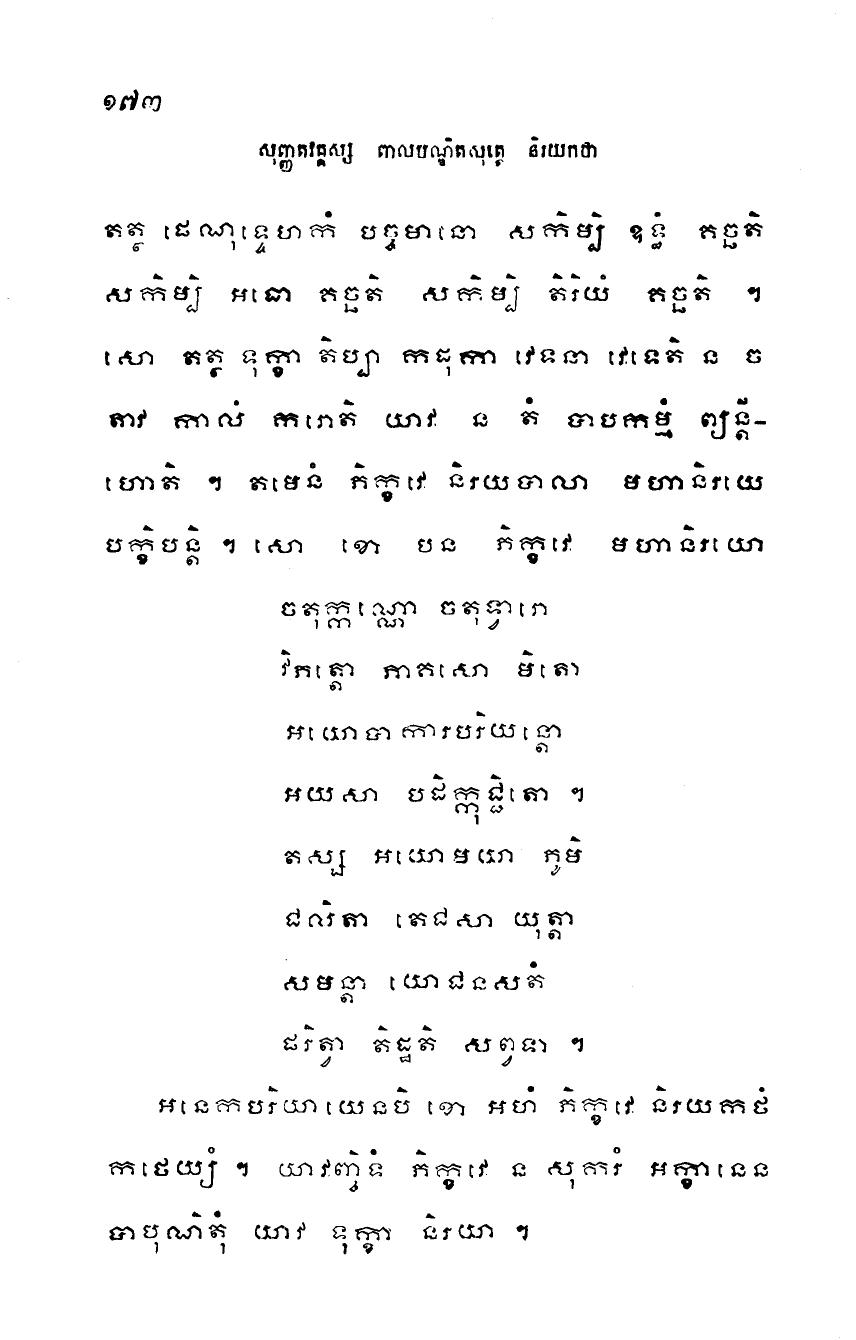 ១៧៣
សុញ្ញតវគ្គស្ស ពាលបណ្ឌិតសុត្តេ និរយកថា
តត្ថ ផេណុទ្ទេហកំ បច្ចមានោ សកិម្បិ ឧទ្ធំ គច្ឆតិ
សកិម្បិ អធោ គច្ឆតិ សកិម្បិ តិរិយំ គច្ឆតិ ។
សោ តត្ថ ទុក្ខា តិប្បា កដុកា វេទនា វេទេតិ ន ច
តាវ កាលំ ករោតិ យាវ ន តំ បាបកម្មំ ព្យន្តី-
ហោតិ ។ តមេនំ ភិក្ខវេ និរយបាលា មហានិរយេ
បក្ខិបន្តិ ។ សោ ខោ បន ភិក្ខវេ មហានិរយោ
ចតុក្កណ្ណោ ចតុទ្វារោ
វិភត្តោ ភាគសោ មិតោ
អយោបាការបរិយន្តោ
អយសា បដិក្កុជ្ជិតោ ។
តស្ស អយោមយា ភូមិ
ជលិតា តេជសា យុត្តា
សមន្តា យោជនសតំ
ផរិត្វា តិដ្ឋតិ សព្វទា ។
អនេកបរិយាយេនបិ ខោ អហំ ភិក្ខវេ និរយកថំ
កថេយ្យំ ។ យាវញ្ចិទំ ភិក្ខវេ ន សុករំ អក្ខានេន
បាបុណិតុំ យាវ ទុក្ខា និរយា ។